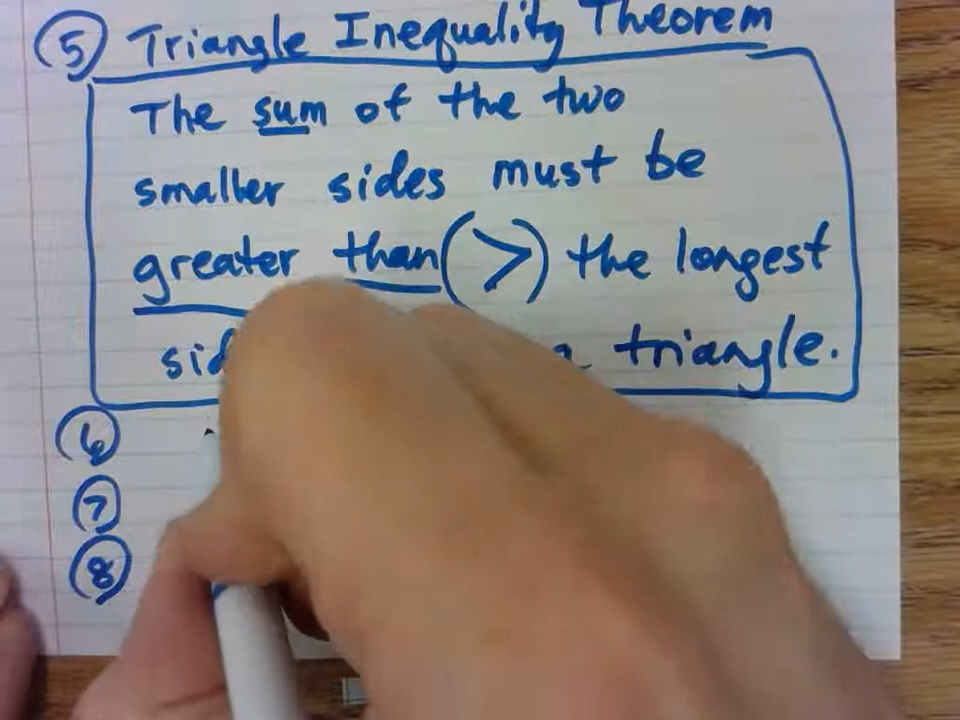 ⑤ Triangle Inequality Theorem
The sum of the two
smaller sides must be
greater than (>) the longest
triangle.
⑥
⑦
⑧